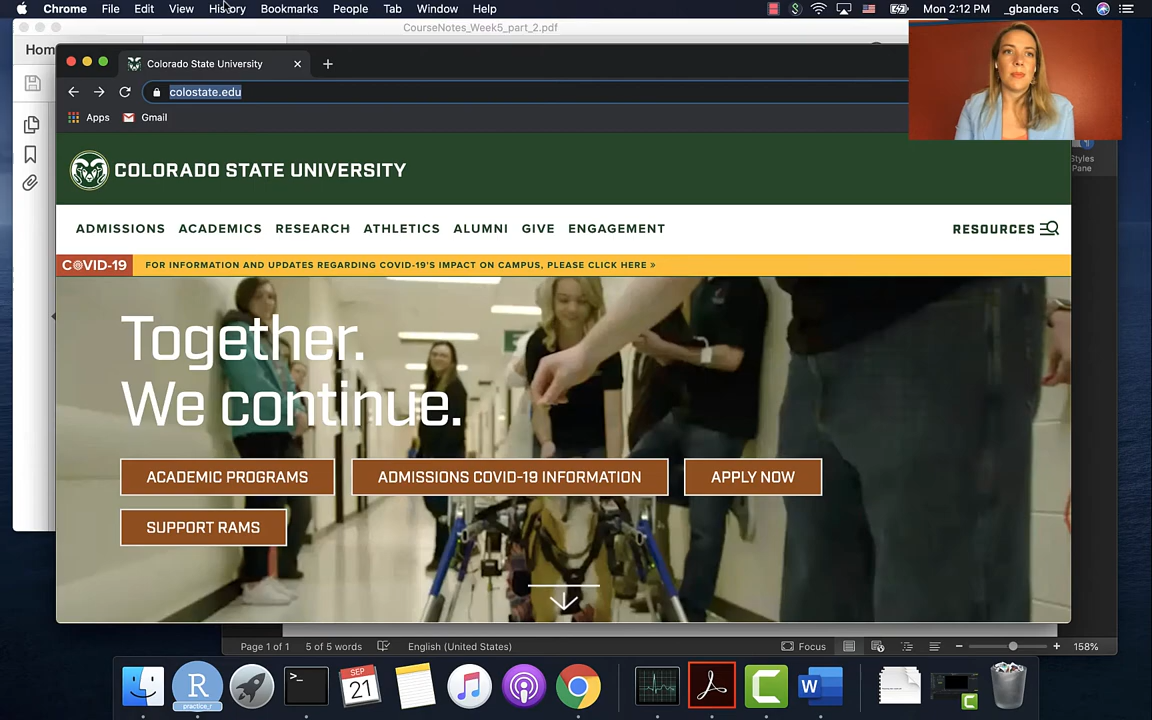 Chrome File Edit View History Bookmarks People Tab Window Help Mon 2:12 PM _gbanders
CourseNotes_Week5_part_2.pdf
Hom
Colorado State University
colostate.edu
Apps Gmail
Styles
Pane
COLORADO STATE UNIVERSITY
ADMISSIONS ACADEMICS RESEARCH ATHLETICS ALUMNI GIVE ENGAGEMENT RESOURCES
COVID-19 FOR INFORMATION AND UPDATES REGARDING COVID-19'S IMPACT ON CAMPUS, PLEASE CLICK HERE »
Together.
We continue.
ACADEMIC PROGRAMS ADMISSIONS COVID-19 INFORMATION APPLY NOW
SUPPORT RAMS
Page 1 of 1 5 of 5 words English (United States) Focus 158%
SEP
21
R
practice_r